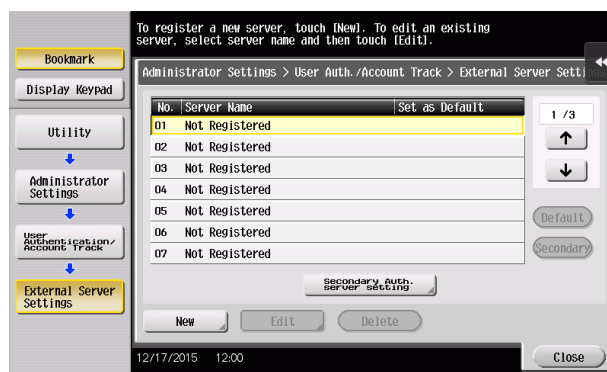 To register a new server, touch [New]. To edit an existing
server, select server name and then touch [Edit].
Bookmark
Display Keypad
Utility
Administrator
Settings
User
Authentication/
Account Track
External Server
Settings
Administrator Settings > User Auth./Account Track > External Server Settings
No. Server Name Set as Default
01 Not Registered
02 Not Registered
03 Not Registered
04 Not Registered
05 Not Registered
06 Not Registered
07 Not Registered
1 /3
↑
↓
Default
Secondary
Secondary Auth.
server setting
New Edit Delete
12/17/2015 12:00
Close